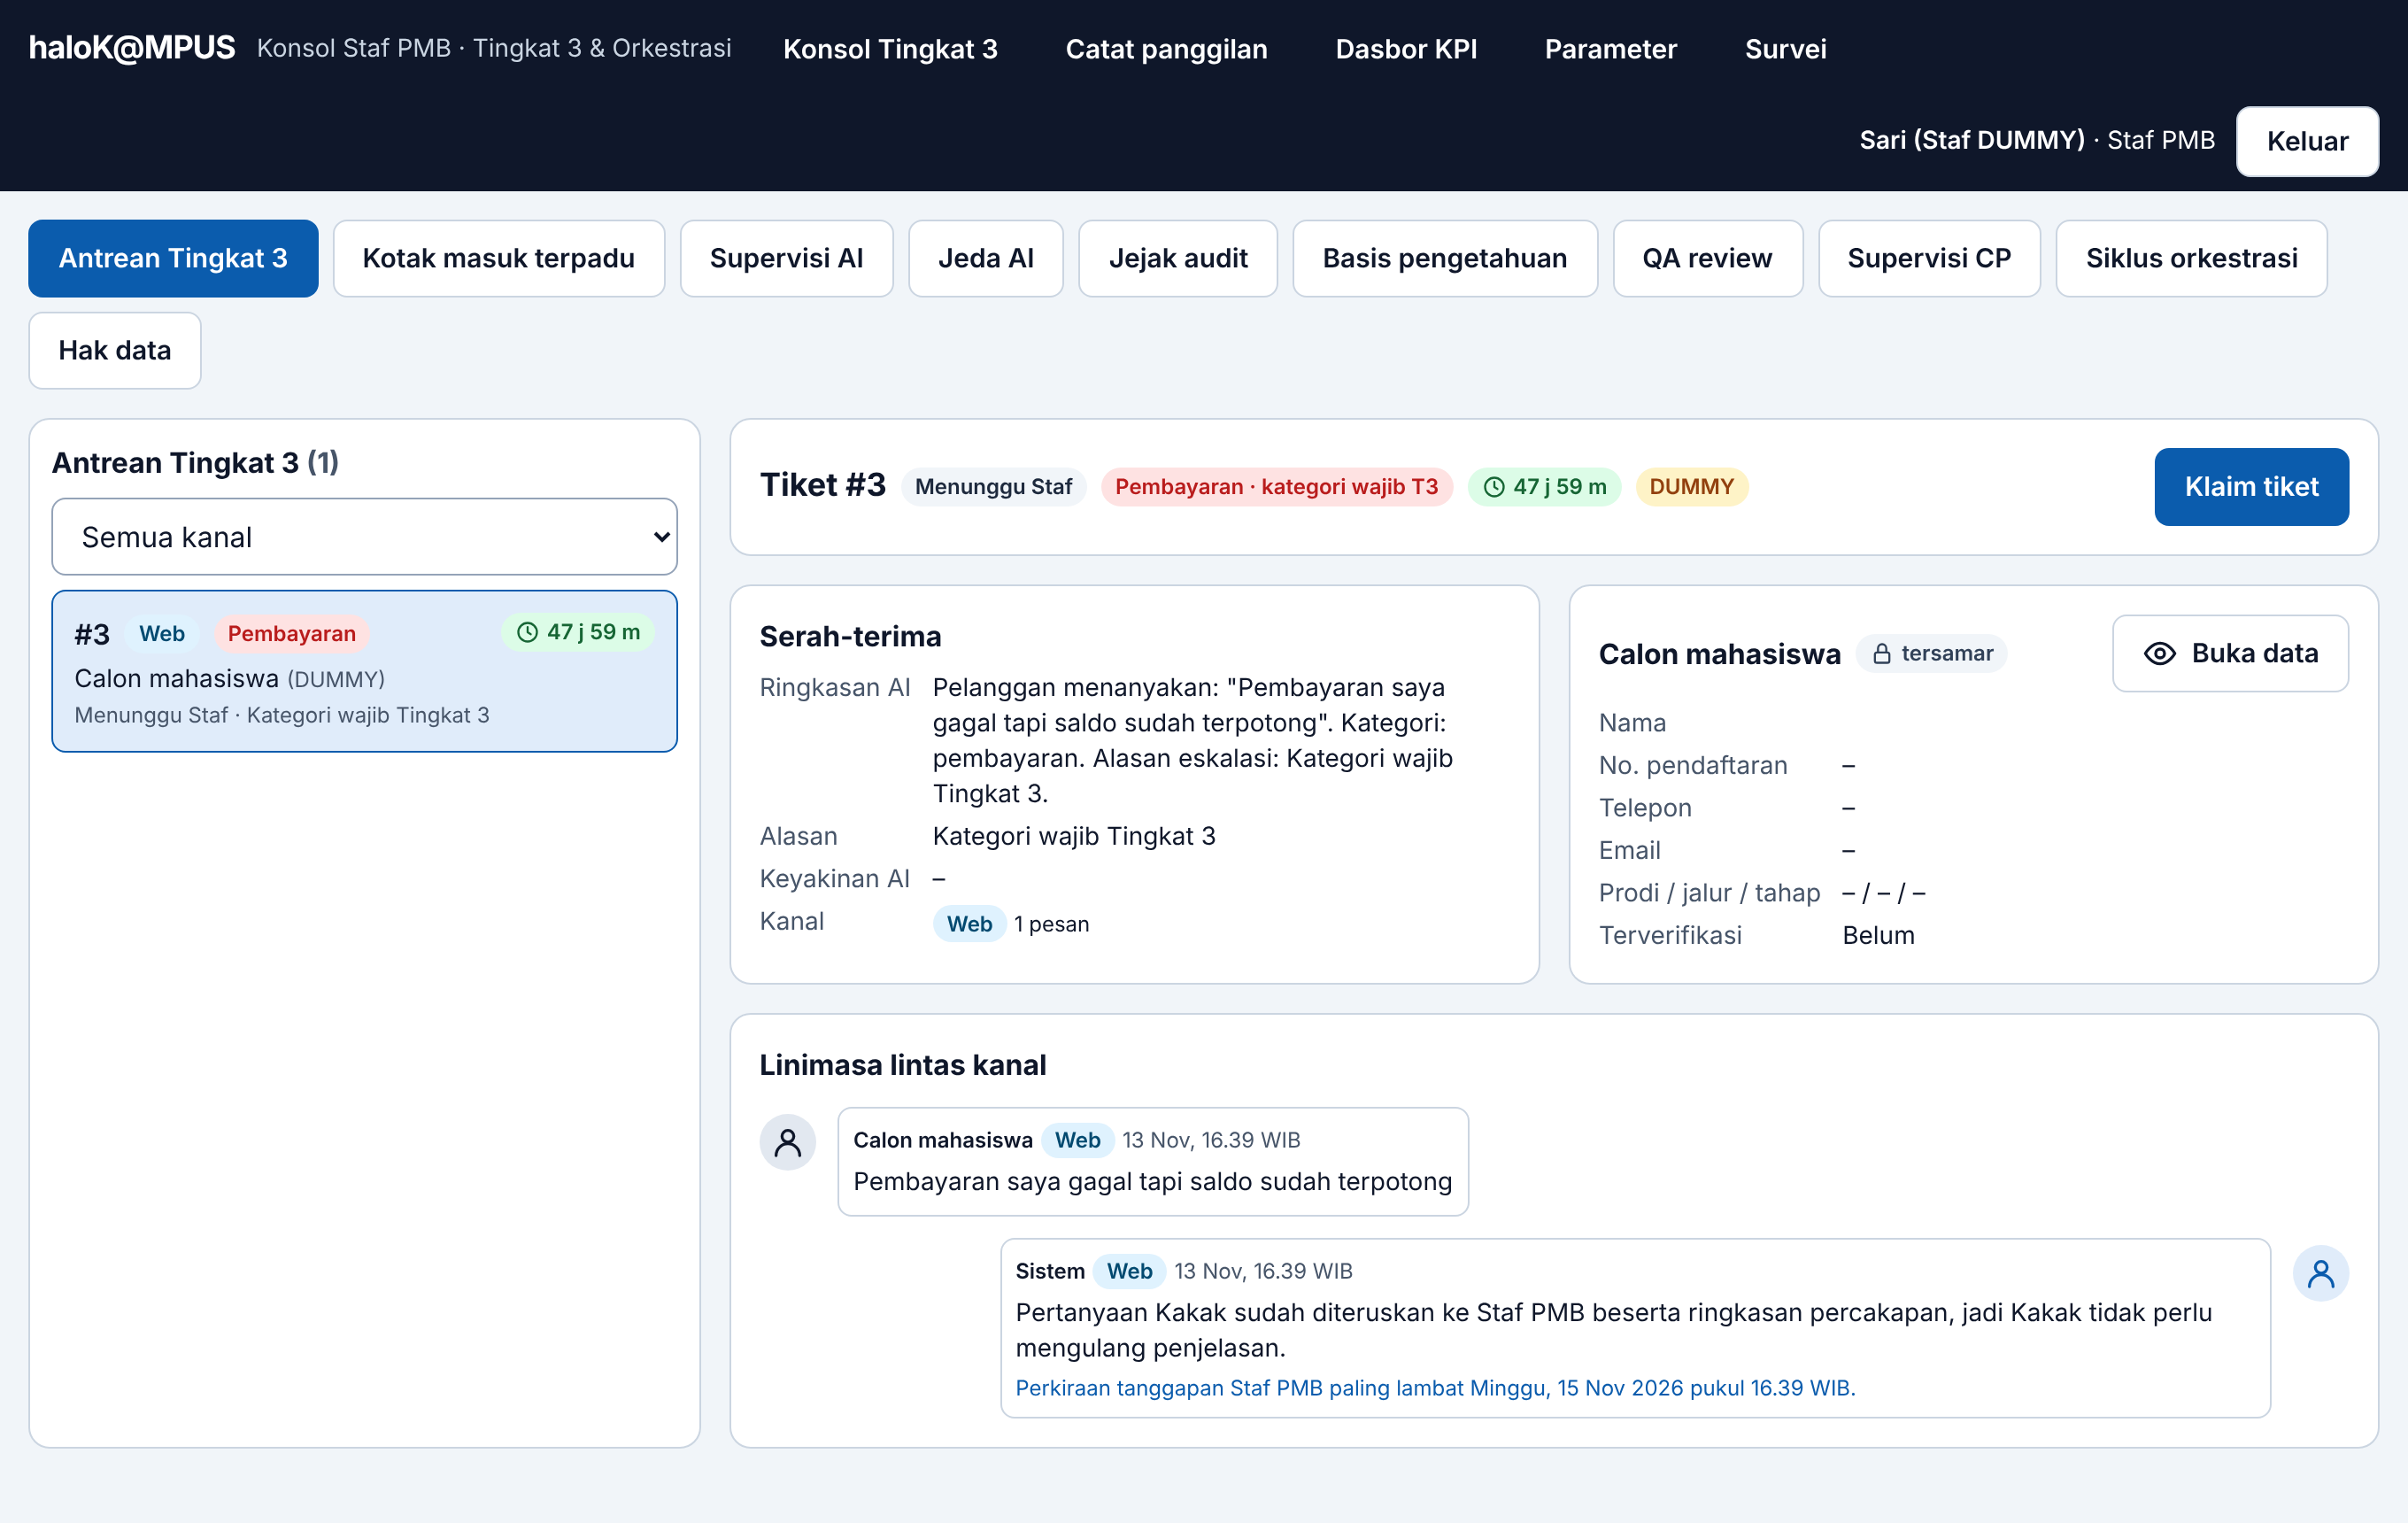 haloK@MPUS Konsol Staf PMB · Tingkat 3 & Orkestrasi Konsol Tingkat 3 Catat panggilan Dasbor KPI Parameter Survei
Sari (Staf DUMMY) · Staf PMB Keluar
Antrean Tingkat 3 Kotak masuk terpadu Supervisi AI Jeda AI Jejak audit Basis pengetahuan QA review Supervisi CP Siklus orkestrasi
Hak data
Antrean Tingkat 3 (1)
Semua kanal
#3 Web Pembayaran 47 j 59 m
Calon mahasiswa (DUMMY)
Menunggu Staf · Kategori wajib Tingkat 3
Tiket #3 Menunggu Staf Pembayaran · kategori wajib T3 47 j 59 m DUMMY Klaim tiket
Serah-terima
Ringkasan AI Pelanggan menanyakan: "Pembayaran saya
gagal tapi saldo sudah terpotong". Kategori:
pembayaran. Alasan eskalasi: Kategori wajib
Tingkat 3.
Alasan Kategori wajib Tingkat 3
Keyakinan AI –
Kanal Web 1 pesan
Calon mahasiswa tersamar Buka data
Nama
No. pendaftaran –
Telepon –
Email –
Prodi / jalur / tahap – / – / –
Terverifikasi Belum
Linimasa lintas kanal
Calon mahasiswa Web 13 Nov, 16.39 WIB
Pembayaran saya gagal tapi saldo sudah terpotong
Sistem Web 13 Nov, 16.39 WIB
Pertanyaan Kakak sudah diteruskan ke Staf PMB beserta ringkasan percakapan, jadi Kakak tidak perlu
mengulang penjelasan.
Perkiraan tanggapan Staf PMB paling lambat Minggu, 15 Nov 2026 pukul 16.39 WIB.